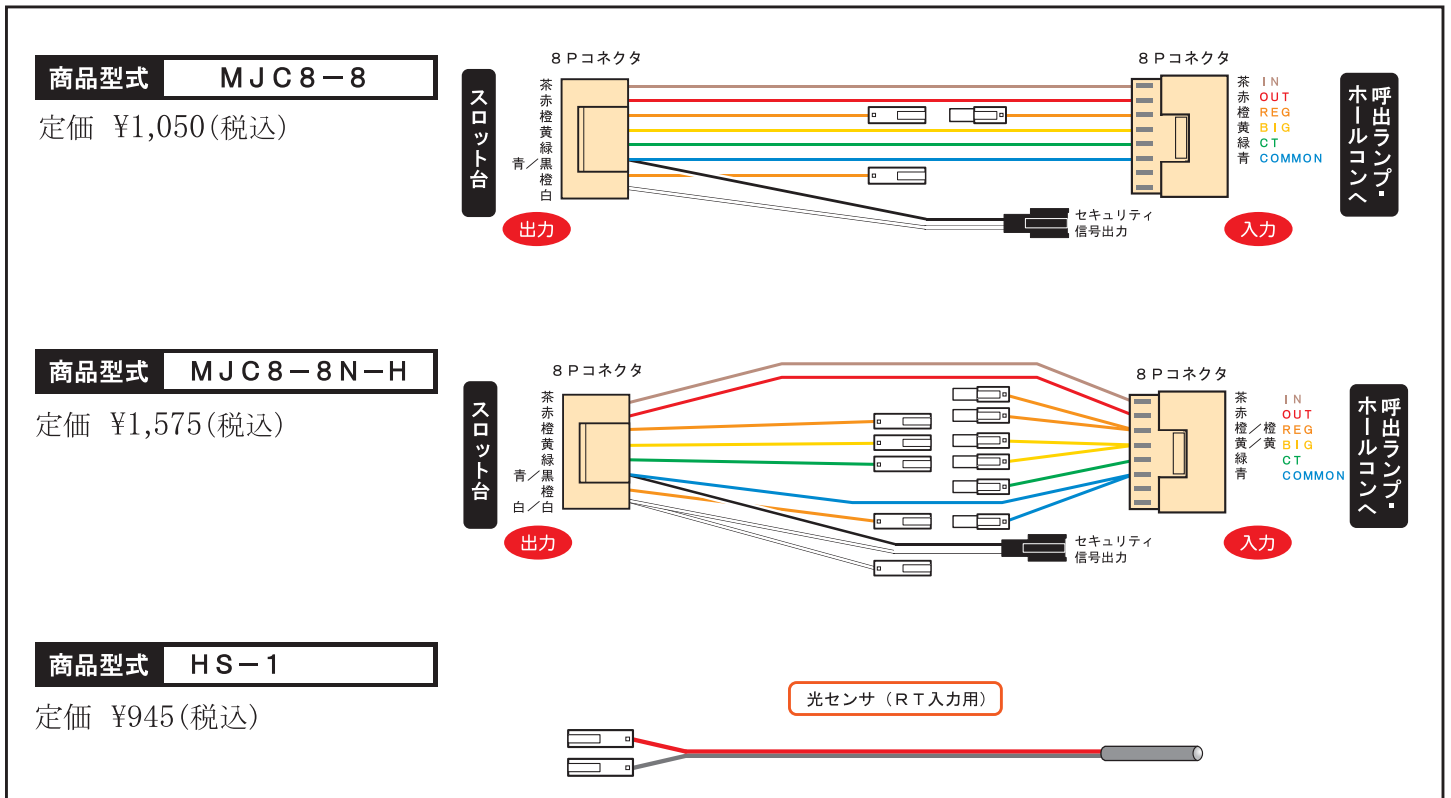 商品型式 ＭＪＣ８－８
定価 ¥1,050(税込)
スロット台
８Ｐコネクタ
茶
赤
橙
黄
緑
青／黒
橙
白
出力
セキュリティ
信号出力
８Ｐコネクタ
茶 IN
赤 OUT
橙 REG
黄 BIG
緑 CT
青 COMMON
入力
呼出ランプ・
ホールコンへ
商品型式 ＭＪＣ８－８Ｎ－Ｈ
定価 ¥1,575(税込)
スロット台
８Ｐコネクタ
茶
赤
橙
黄
緑
青／黒
橙
白／白
出力
セキュリティ
信号出力
８Ｐコネクタ
茶 IN
赤 OUT
橙／橙 REG
黄／黄 BIG
緑 CT
青 COMMON
入力
呼出ランプ・
ホールコンへ
商品型式 ＨＳ－１
定価 ¥945(税込)
光センサ（ＲＴ入力用）